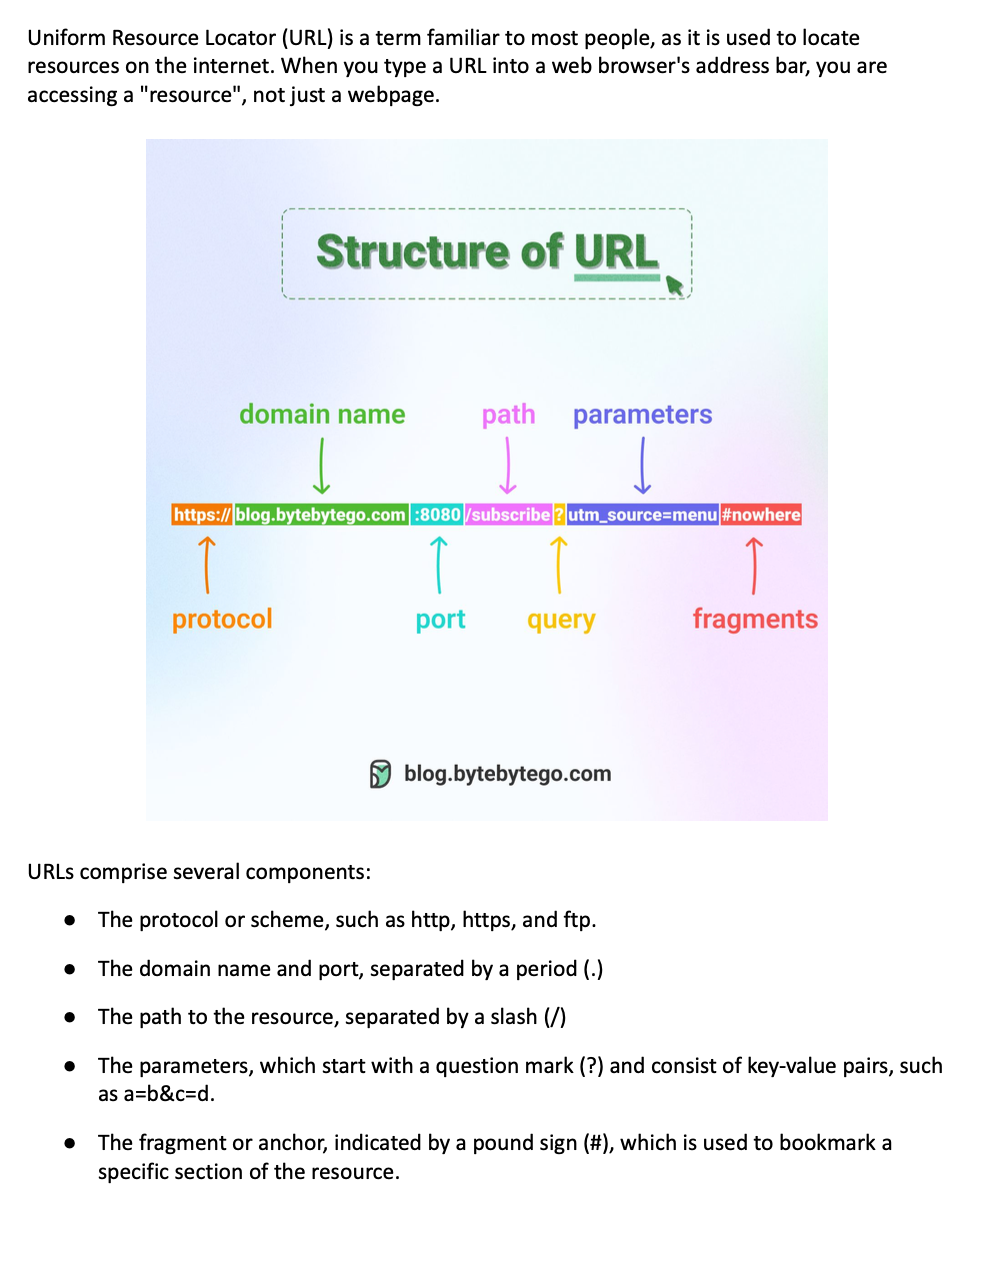 Uniform Resource Locator (URL) is a term familiar to most people, as it is used to locate
resources on the internet. When you type a URL into a web browser's address bar, you are
accessing a "resource", not just a webpage.
Structure of URL
domain name path parameters
https://blog.bytebytego.com:8080/subscribe?utm_source=menu#nowhere
protocol port query fragments
blog.bytebytego.com
URLs comprise several components:
● The protocol or scheme, such as http, https, and ftp.
● The domain name and port, separated by a period (.)
● The path to the resource, separated by a slash (/)
● The parameters, which start with a question mark (?) and consist of key-value pairs, such
as a=b&c=d.
● The fragment or anchor, indicated by a pound sign (#), which is used to bookmark a
specific section of the resource.